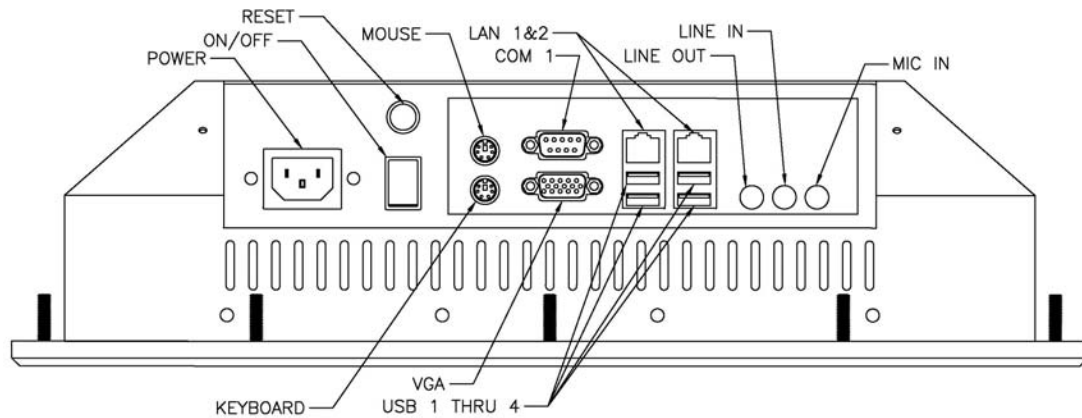 RESET
ON/OFF
POWER
MOUSE
LAN 1&2
COM 1
LINE IN
LINE OUT
MIC IN
KEYBOARD
VGA
USB 1 THRU 4